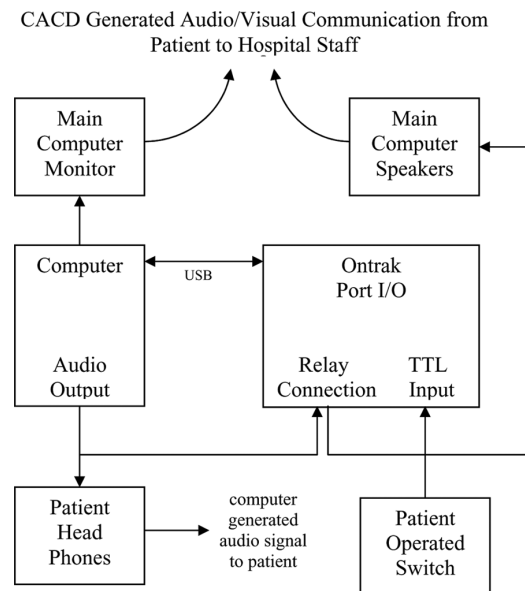 CACD Generated Audio/Visual Communication from
Patient to Hospital Staff
Main
Computer
Monitor
Main
Computer
Speakers
Computer
USB
Ontrak
Port I/O
Audio
Output
Relay
Connection
TTL
Input
Patient
Head
Phones
computer
generated
audio signal
to patient
Patient
Operated
Switch